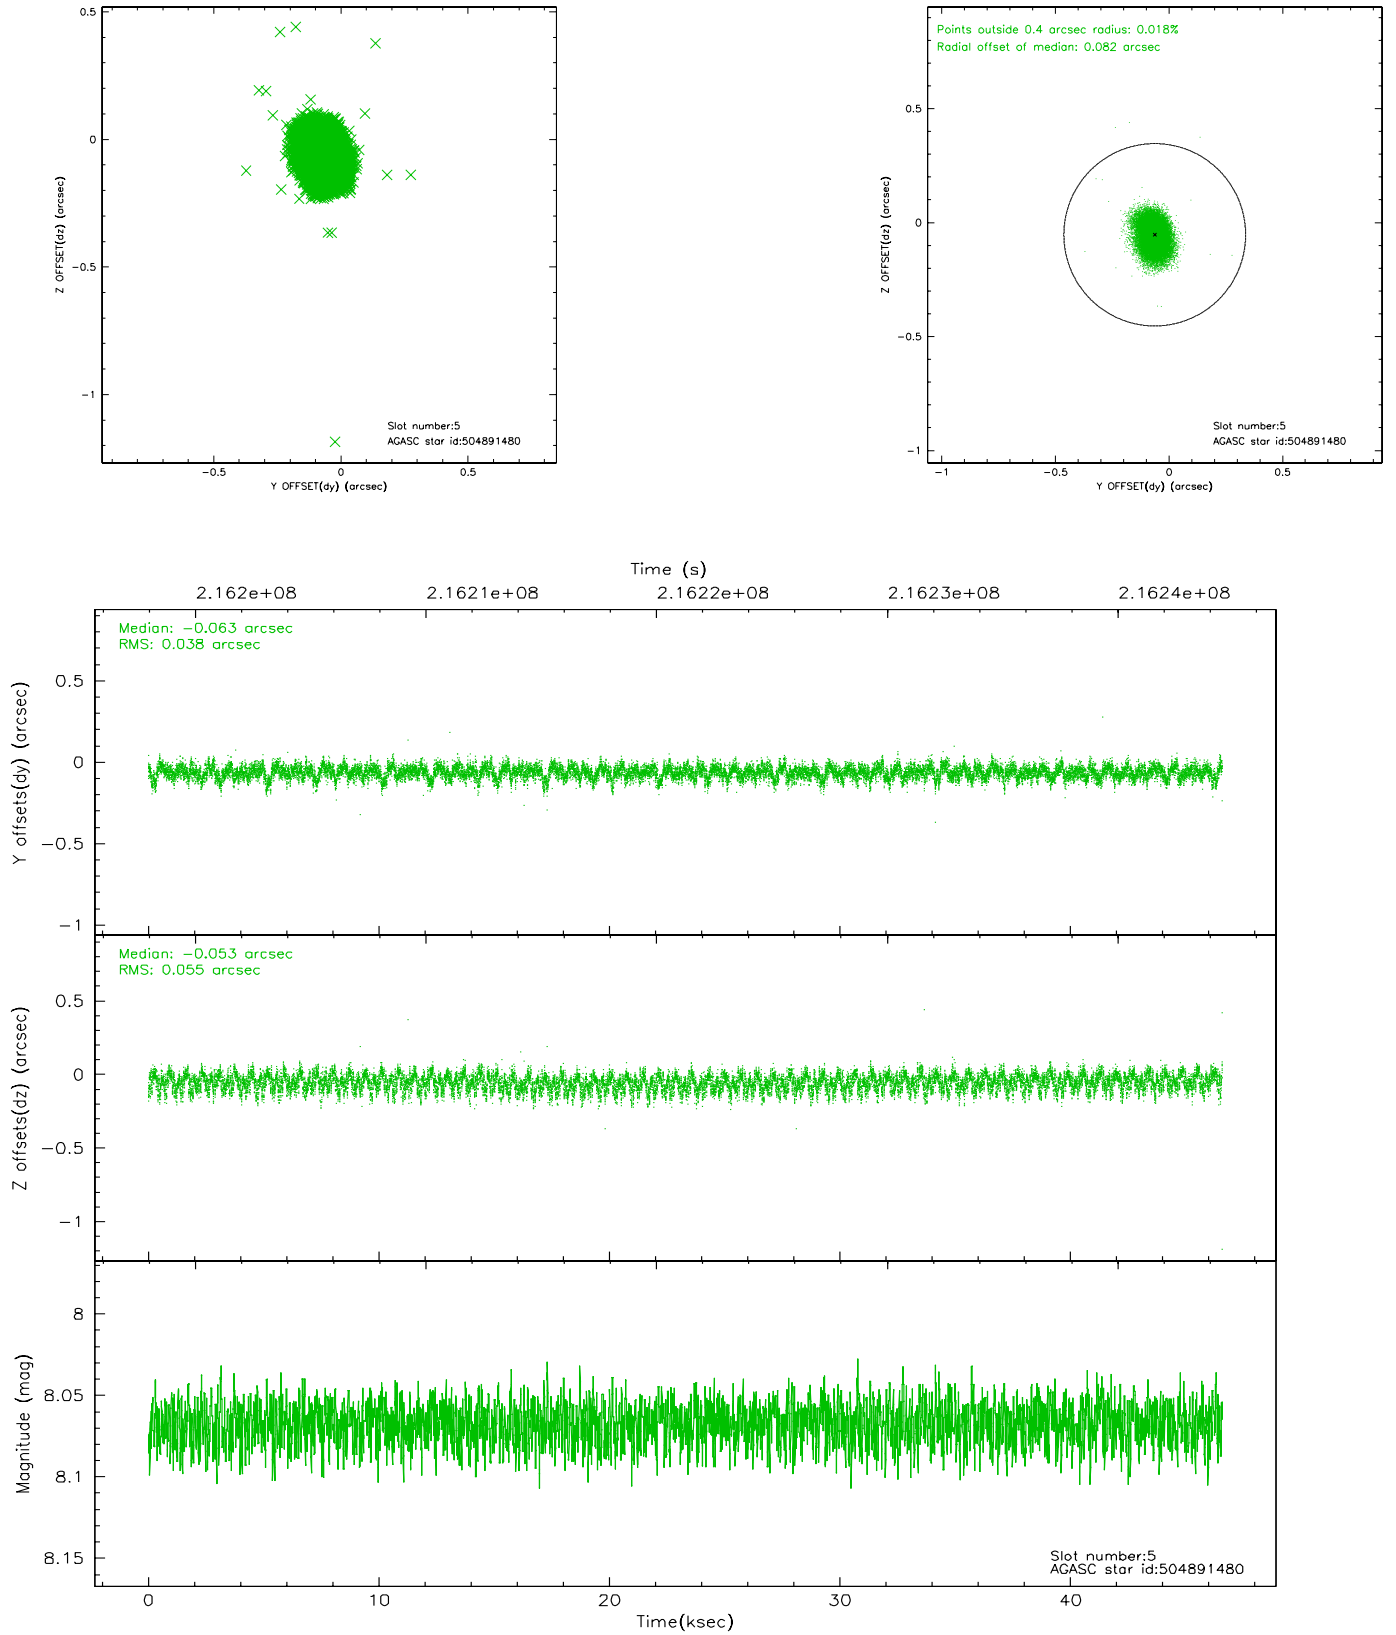 0.5
0
-0.5
-1
Z OFFSET(dz) (arcsec)
Slot number:5
AGASC star id:504891480
-0.5 0 0.5
Y OFFSET(dy) (arcsec)
Points outside 0.4 arcsec radius: 0.018%
Radial offset of median: 0.082 arcsec
0.5
0
-0.5
-1
Z OFFSET(dz) (arcsec)
Slot number:5
AGASC star id:504891480
-1 -0.5 0 0.5
Y OFFSET(dy) (arcsec)
Time (s)
2.162e+08 2.1621e+08 2.1622e+08 2.1623e+08 2.1624e+08
Median: -0.063 arcsec
RMS: 0.038 arcsec
0.5
0
-0.5
-1
Y offsets(dy) (arcsec)
Median: -0.053 arcsec
RMS: 0.055 arcsec
0.5
0
-0.5
-1
Z offsets(dz) (arcsec)
8
8.05
8.1
8.15
Magnitude (mag)
Slot number:5
AGASC star id:504891480
0 10 20 30 40
Time(ksec)